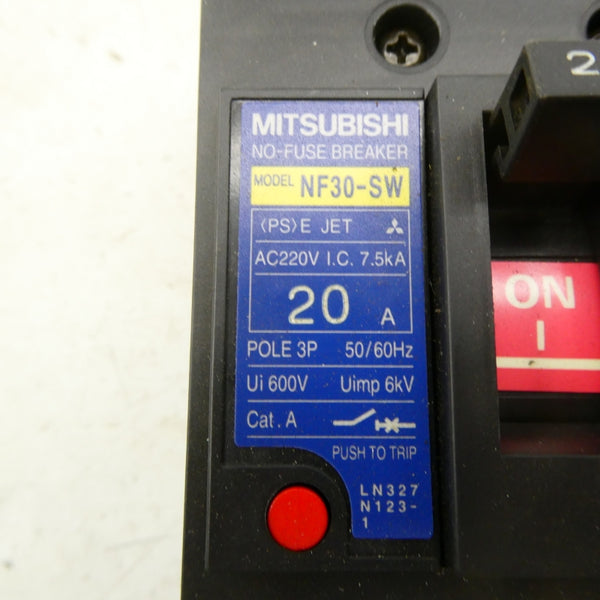 MITSUBISHI
NO-FUSE BREAKER
MODEL NF30-SW
〈PS〉E JET
AC220V I.C. 7.5kA
20 A
POLE 3P 50/60Hz
Ui 600V Uimp 6kV
Cat. A
PUSH TO TRIP
LN327
N123-
1
2
ON
I